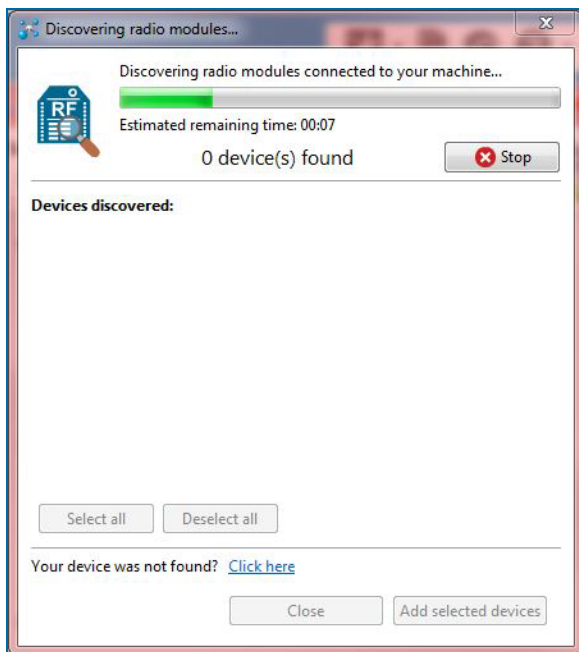 Discovering radio modules...
Discovering radio modules connected to your machine...
RF
Estimated remaining time: 00:07
0 device(s) found
Stop
Devices discovered:
Select all Deselect all
Your device was not found? Click here
Close Add selected devices